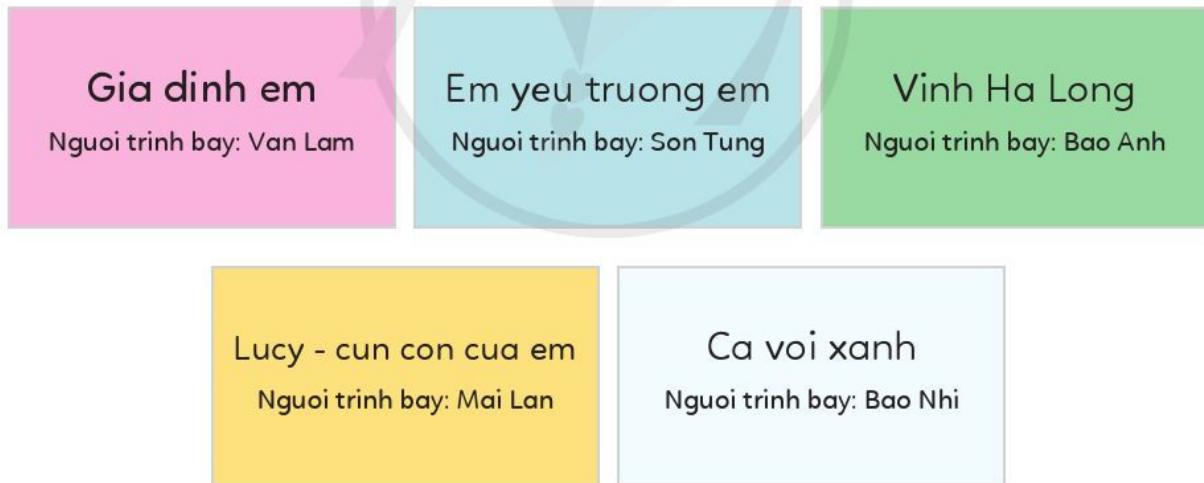 Gia dinh em
Nguoi trinh bay: Van Lam
Em yeu truong em
Nguoi trinh bay: Son Tung
Vinh Ha Long
Nguoi trinh bay: Bao Anh
Lucy - cun con cua em
Nguoi trinh bay: Mai Lan
Ca voi xanh
Nguoi trinh bay: Bao Nhi